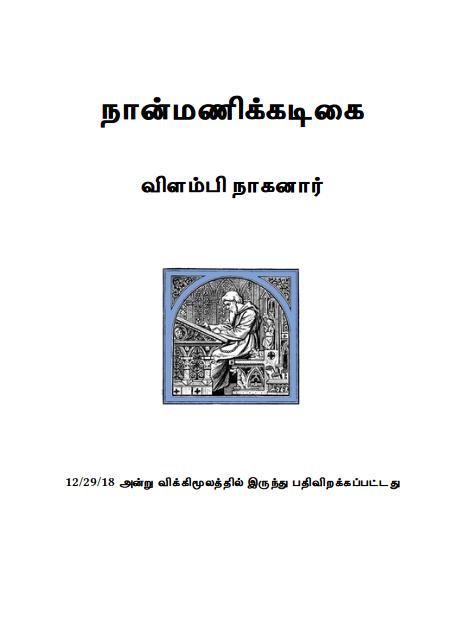 நான்மணிக்கடிகை
விளம்பி நாகனார்
12/29/18 அன்று விக்கிமூலத்தில் இருந்து பதிவிறக்கப்பட்டது